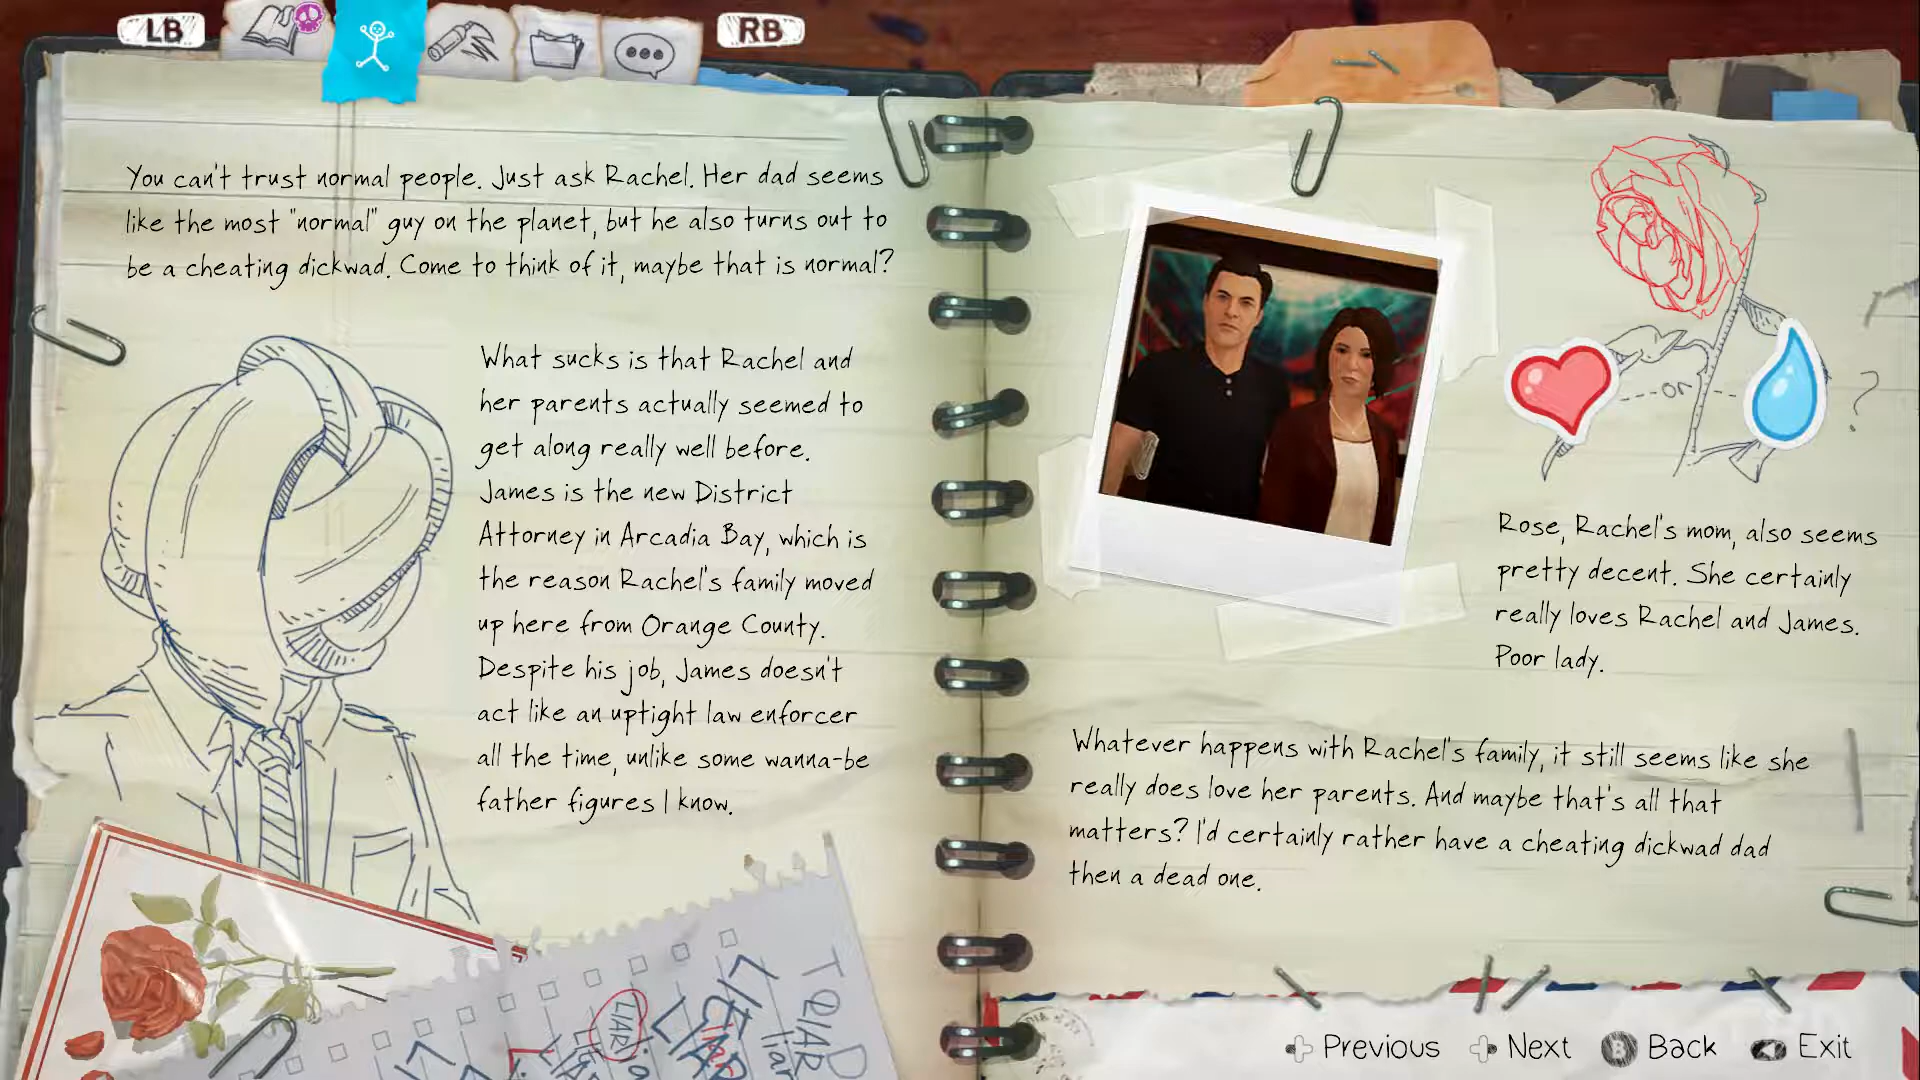 LB
RB
You can't trust normal people. Just ask Rachel. Her dad seems
like the most "normal" guy on the planet, but he also turns out to
be a cheating dickwad. Come to think of it, maybe that is normal?
What sucks is that Rachel and
her parents actually seemed to
get along really well before.
James is the new District
Attorney in Arcadia Bay, which is
the reason Rachel's family moved
up here from Orange County.
Despite his job, James doesn't
act like an uptight law enforcer
all the time, unlike some wanna-be
father figures I know.
LIAR
LIAR
liar
LIAR
liar
-or-
?
Rose, Rachel's mom, also seems
pretty decent. She certainly
really loves Rachel and James.
Poor lady.
Whatever happens with Rachel's family, it still seems like she
really does love her parents. And maybe that's all that
matters? I'd certainly rather have a cheating dickwad dad
then a dead one.
Previous
Next
B Back
Exit